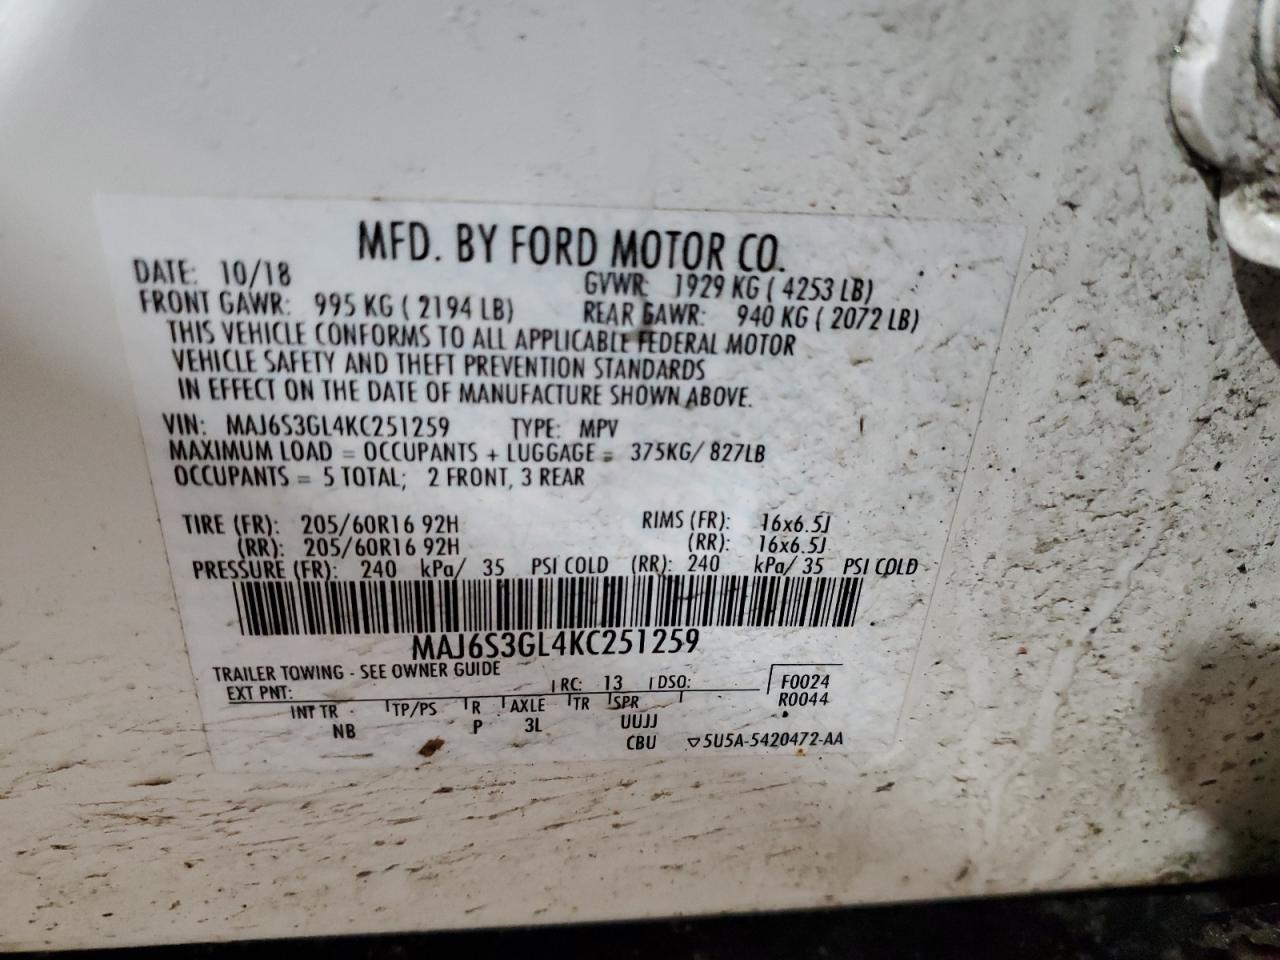 MFD. BY FORD MOTOR CO.
DATE: 10/18 GVWR: 1929 KG ( 4253 LB)
FRONT GAWR: 995 KG ( 2194 LB) REAR GAWR: 940 KG ( 2072 LB)
THIS VEHICLE CONFORMS TO ALL APPLICABLE FEDERAL MOTOR
VEHICLE SAFETY AND THEFT PREVENTION STANDARDS
IN EFFECT ON THE DATE OF MANUFACTURE SHOWN ABOVE.
VIN: MAJ6S3GL4KC251259 TYPE: MPV
MAXIMUM LOAD = OCCUPANTS + LUGGAGE = 375KG/ 827LB
OCCUPANTS = 5 TOTAL; 2 FRONT, 3 REAR
TIRE (FR): 205/60R16 92H RIMS (FR): 16x6.5J
(RR): 205/60R16 92H (RR): 16x6.5J
PRESSURE (FR): 240 kPa/ 35 PSI COLD (RR): 240 kPa/ 35 PSI COLD
MAJ6S3GL4KC251259
TRAILER TOWING - SEE OWNER GUIDE
EXT PNT: RC: 13 DSO: F0024
R0044
INT TR TP/PS R AXLE TR SPR
NB P 3L UUJJ
CBU ▽5U5A-5420472-AA